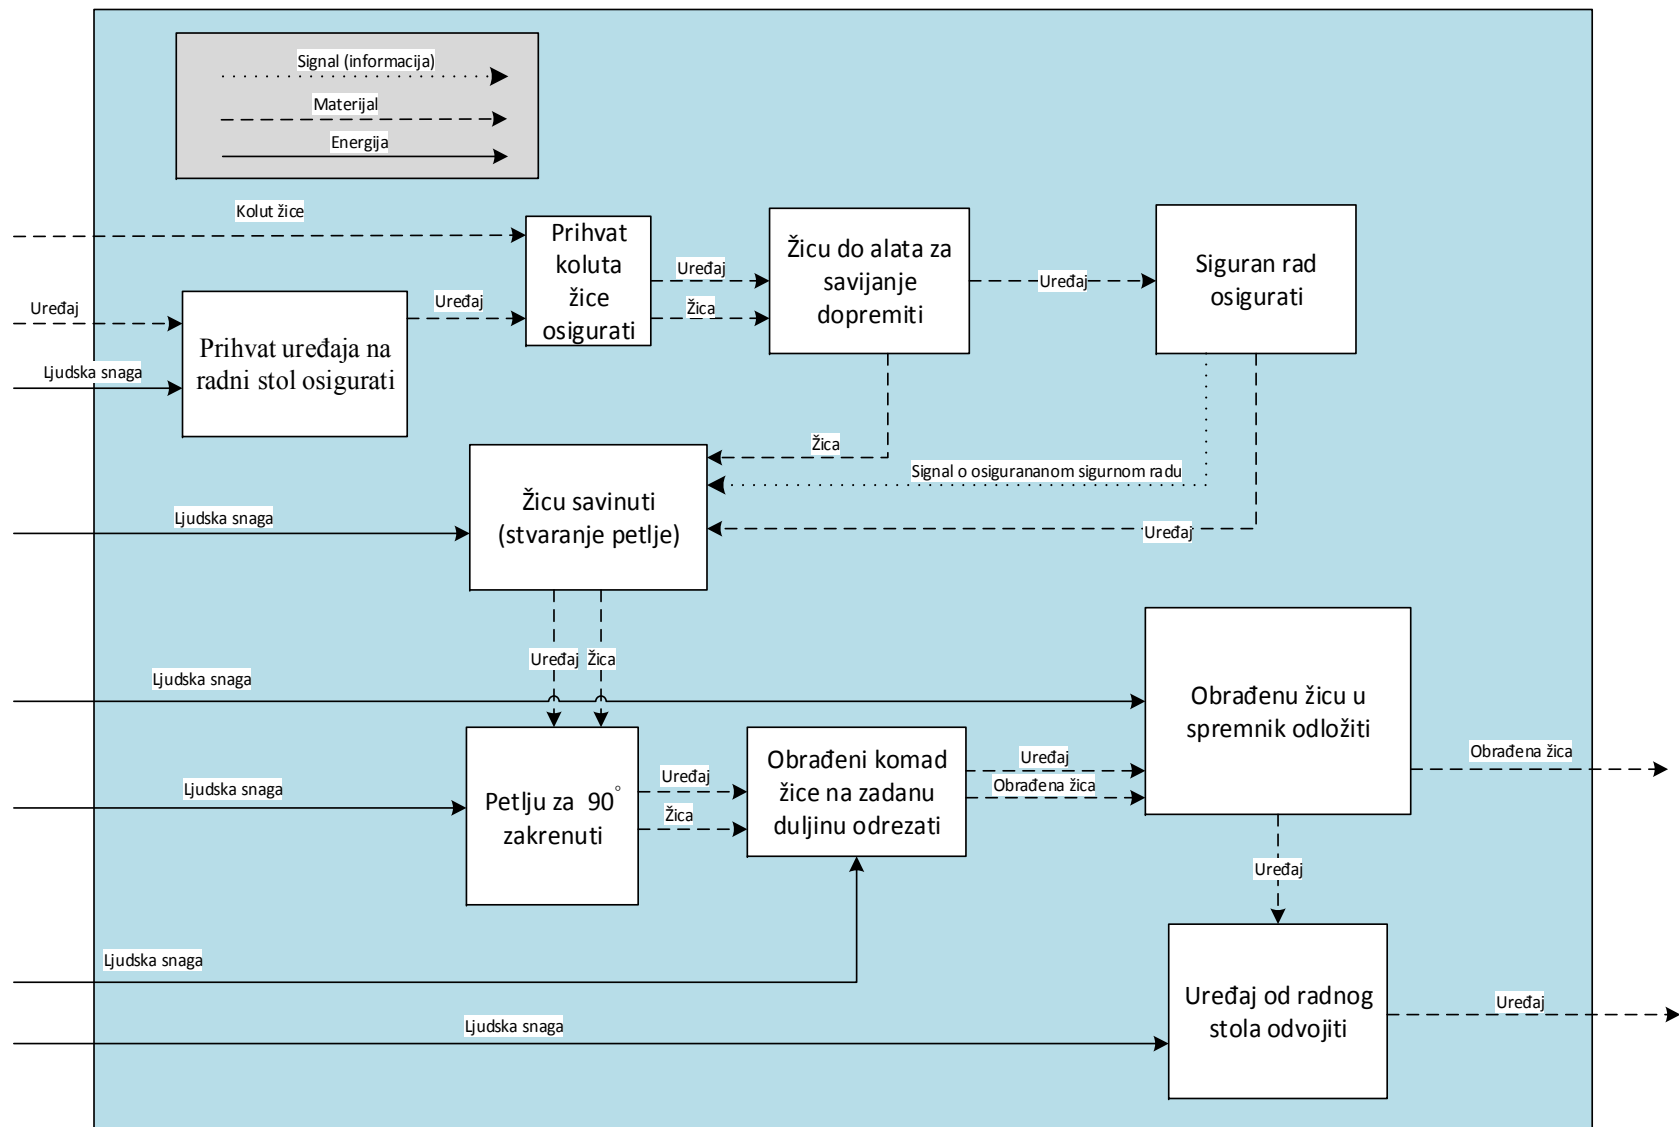 Signal (informacija)
Materijal
Energija
Kolut žice
Prihvat
koluta
žice
osigurati
Uređaj
Žica
Žicu do alata za
savijanje
dopremiti
Uređaj
Siguran rad
osigurati
Uređaj
Ljudska snaga
Prihvat uređaja na
radni stol osigurati
Uređaj
Žica
Signal o osigurananom sigurnom radu
Uređaj
Ljudska snaga
Žicu savinuti
(stvaranje petlje)
Uređaj
Žica
Ljudska snaga
Obrađenu žicu u
spremnik odložiti
Obrađena žica
Ljudska snaga
Petlju za 90°
zakrenuti
Uređaj
Žica
Obrađeni komad
žice na zadanu
duljinu odrezati
Uređaj
Obrađena žica
Uređaj
Ljudska snaga
Ljudska snaga
Uređaj od radnog
stola odvojiti
Uređaj